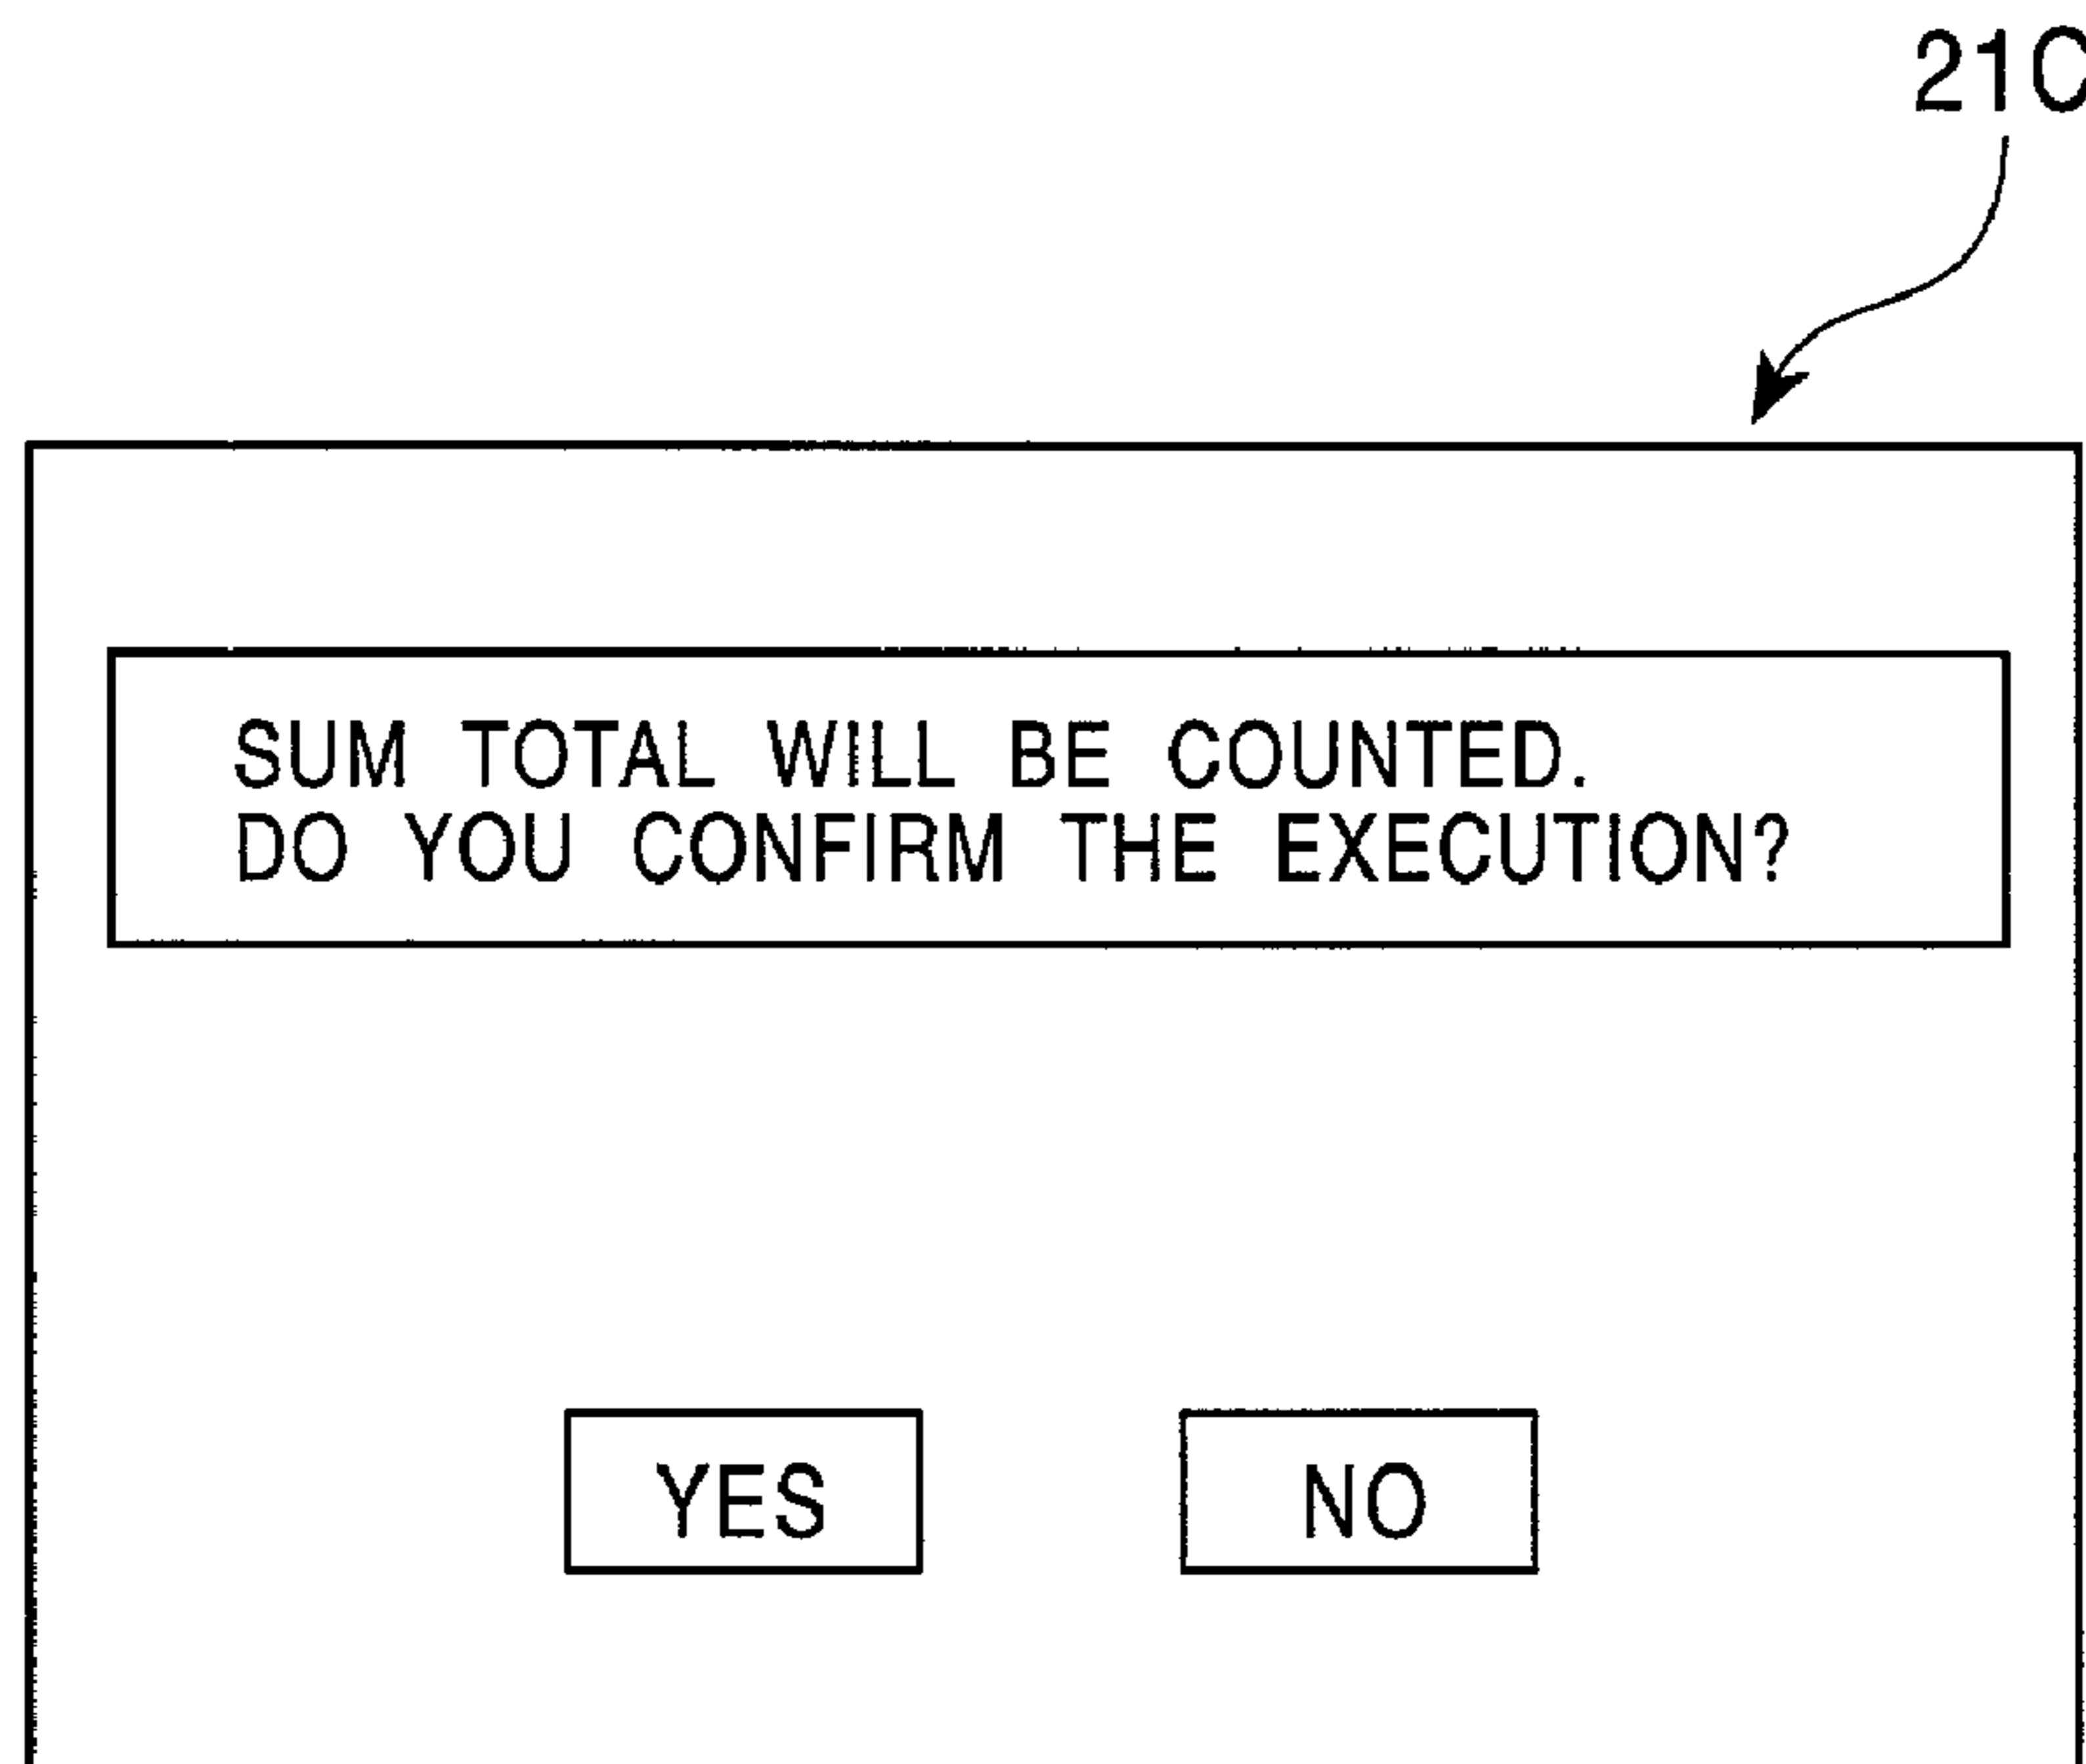 21C
SUM TOTAL WILL BE COUNTED.
DO YOU CONFIRM THE EXECUTION?
YES NO